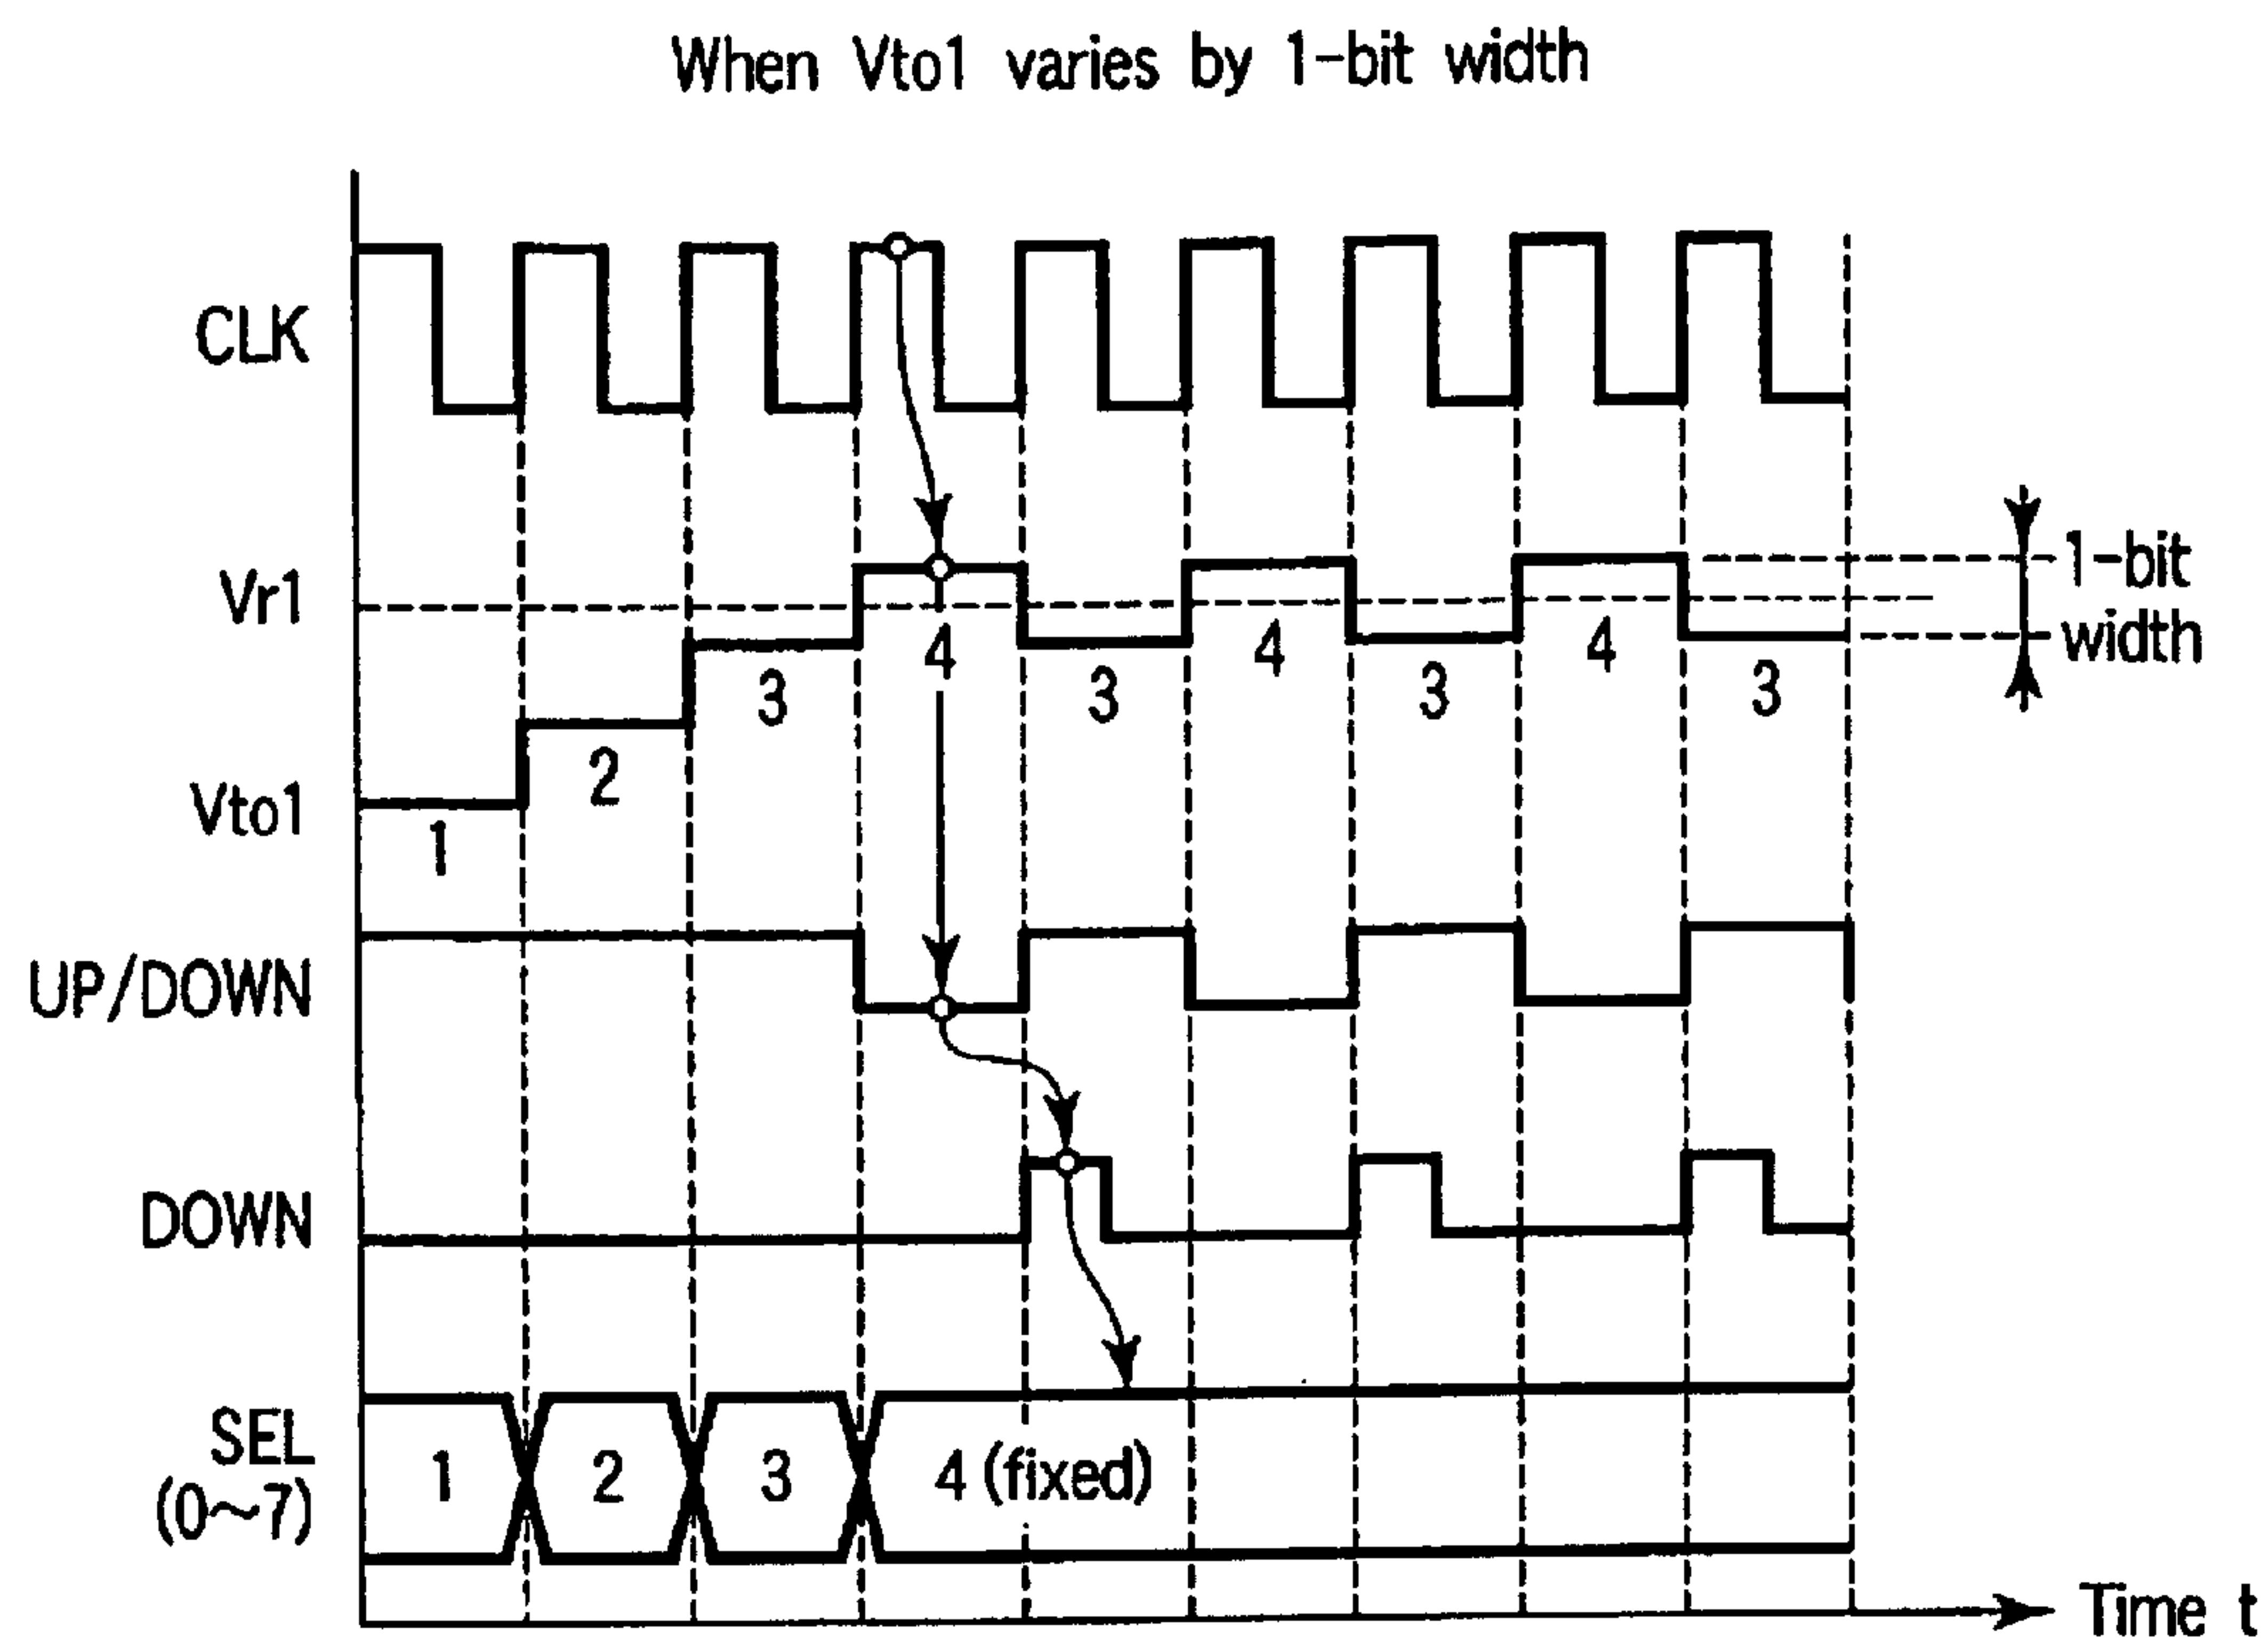 When Vto1 varies by 1-bit width
CLK
Vr1
1-bit
width
4
3
4
3
4
3
3
2
Vto1
1
UP/DOWN
DOWN
SEL
(0~7)
1
2
3
4 (fixed)
Time t